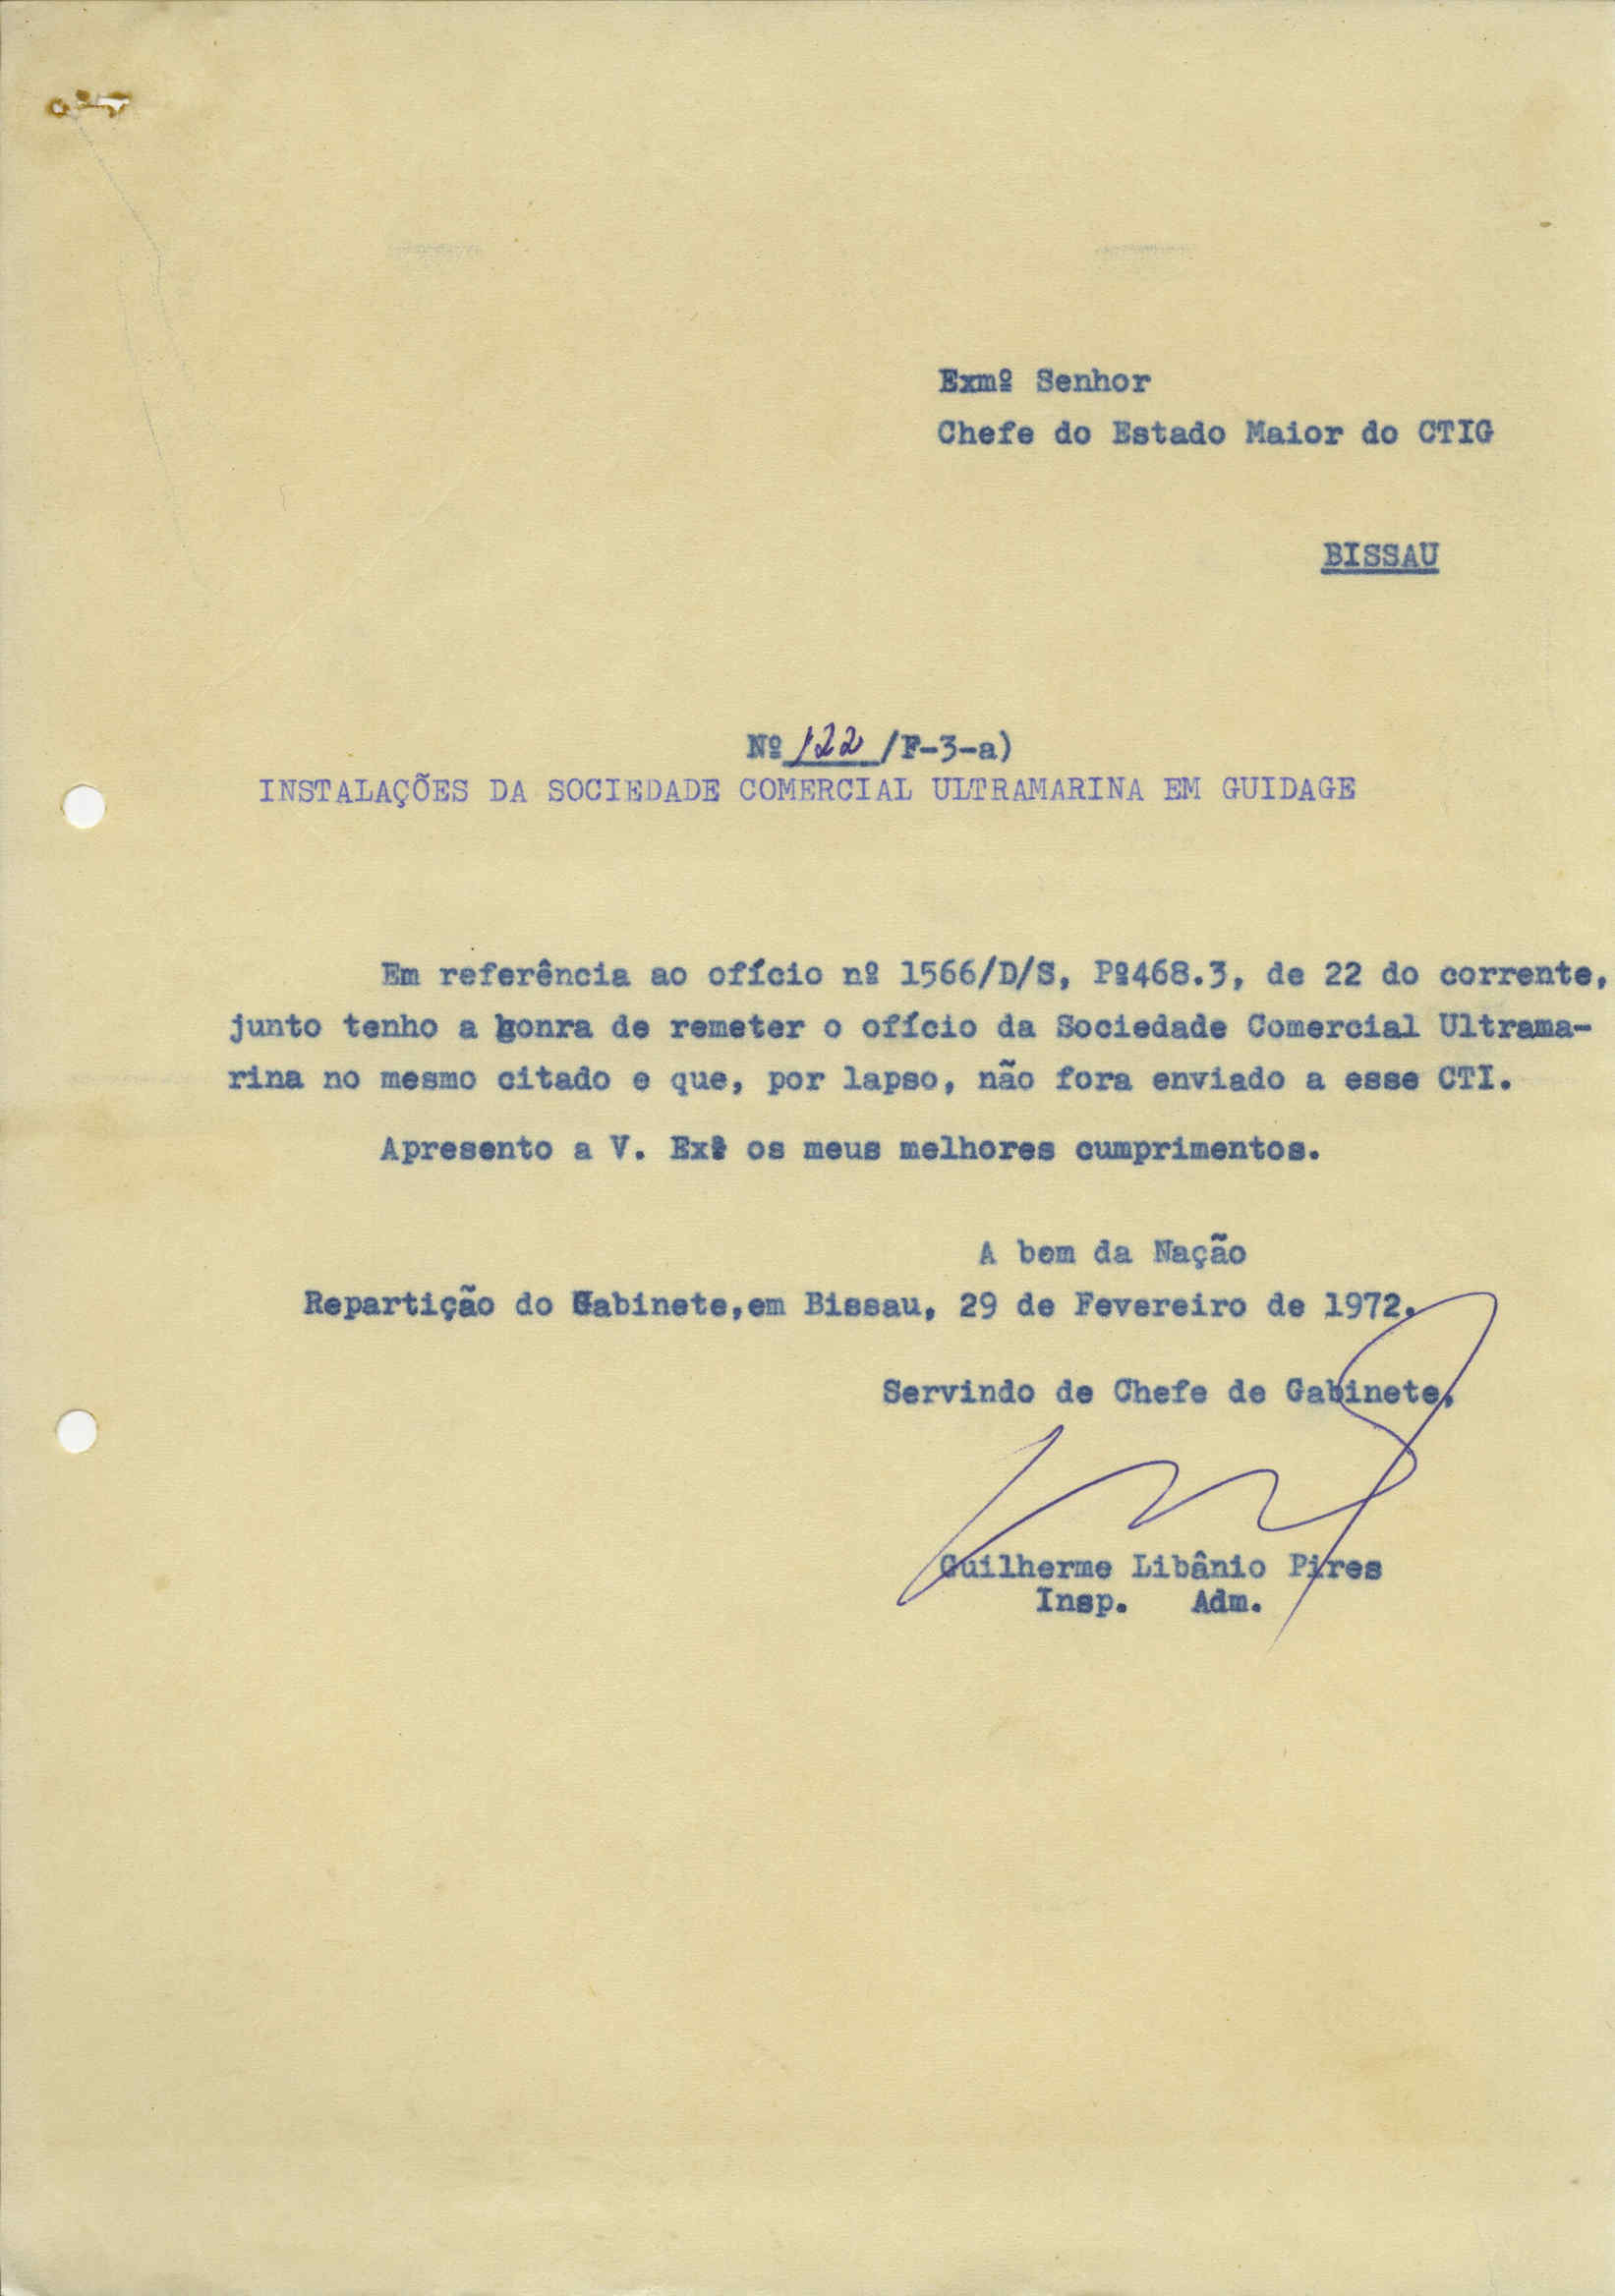 Exmº Senhor
Chefe do Estado Maior do CTIG
BISSAU
Nº 122 /F-3-a)
INSTALAÇÕES DA SOCIEDADE COMERCIAL ULTRAMARINA EM GUIDAGE
Em referência ao ofício nº 1566/D/S, Pº468.3, de 22 do corrente,
junto tenho a honra de remeter o ofício da Sociedade Comercial Ultrama-
rina no mesmo citado e que, por lapso, não fora enviado a esse CTI.
Apresento a V. Exª os meus melhores cumprimentos.
A bem da Nação
Repartição do Gabinete,em Bissau, 29 de Fevereiro de 1972.
Servindo de Chefe de Gabinete,
Guilherme Libânio Pires
Insp. Adm.